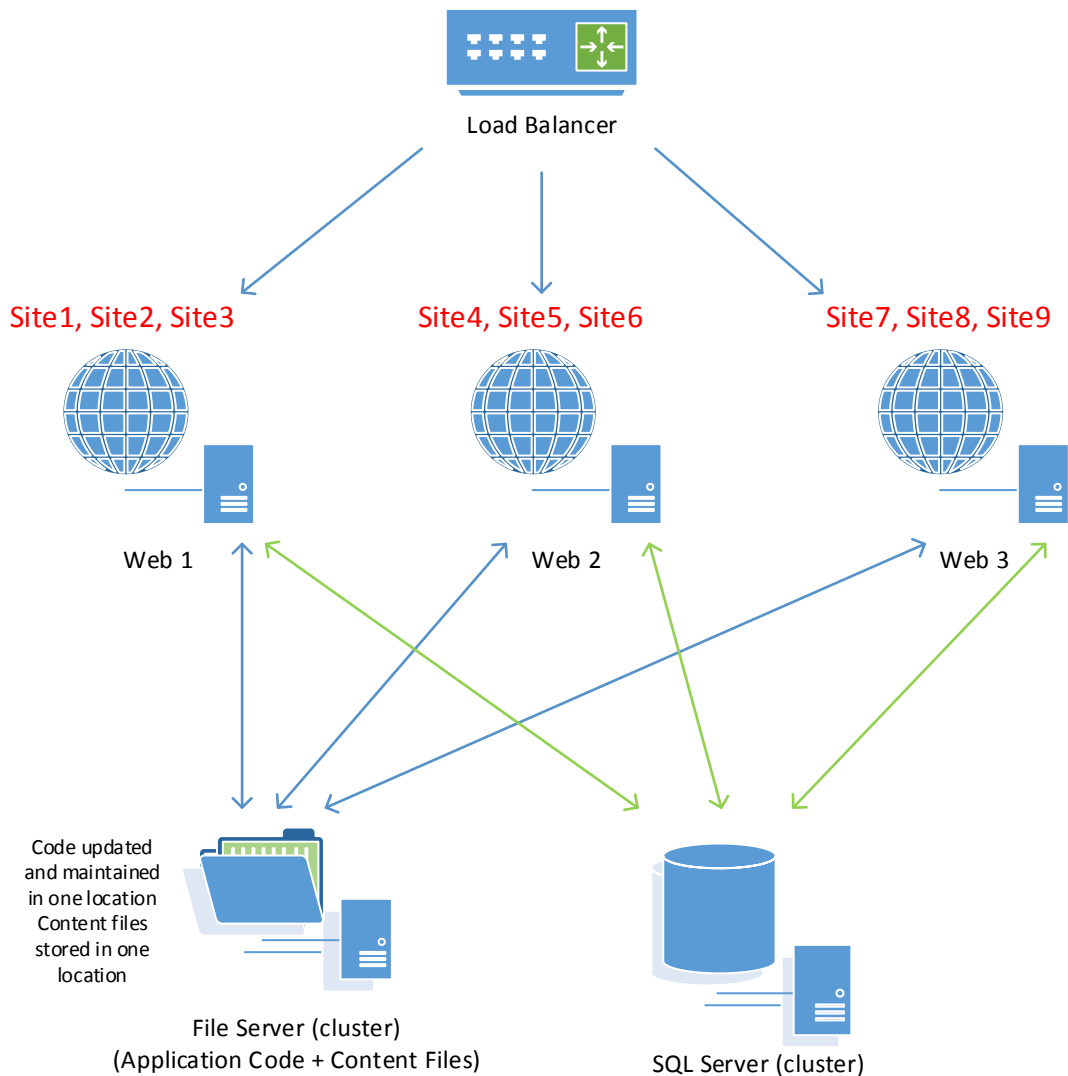 Load Balancer
Site1, Site2, Site3
Site4, Site5, Site6
Site7, Site8, Site9
Web 1
Web 2
Web 3
Code updated
and maintained
in one location
Content files
stored in one
location
File Server (cluster)
(Application Code + Content Files)
SQL Server (cluster)